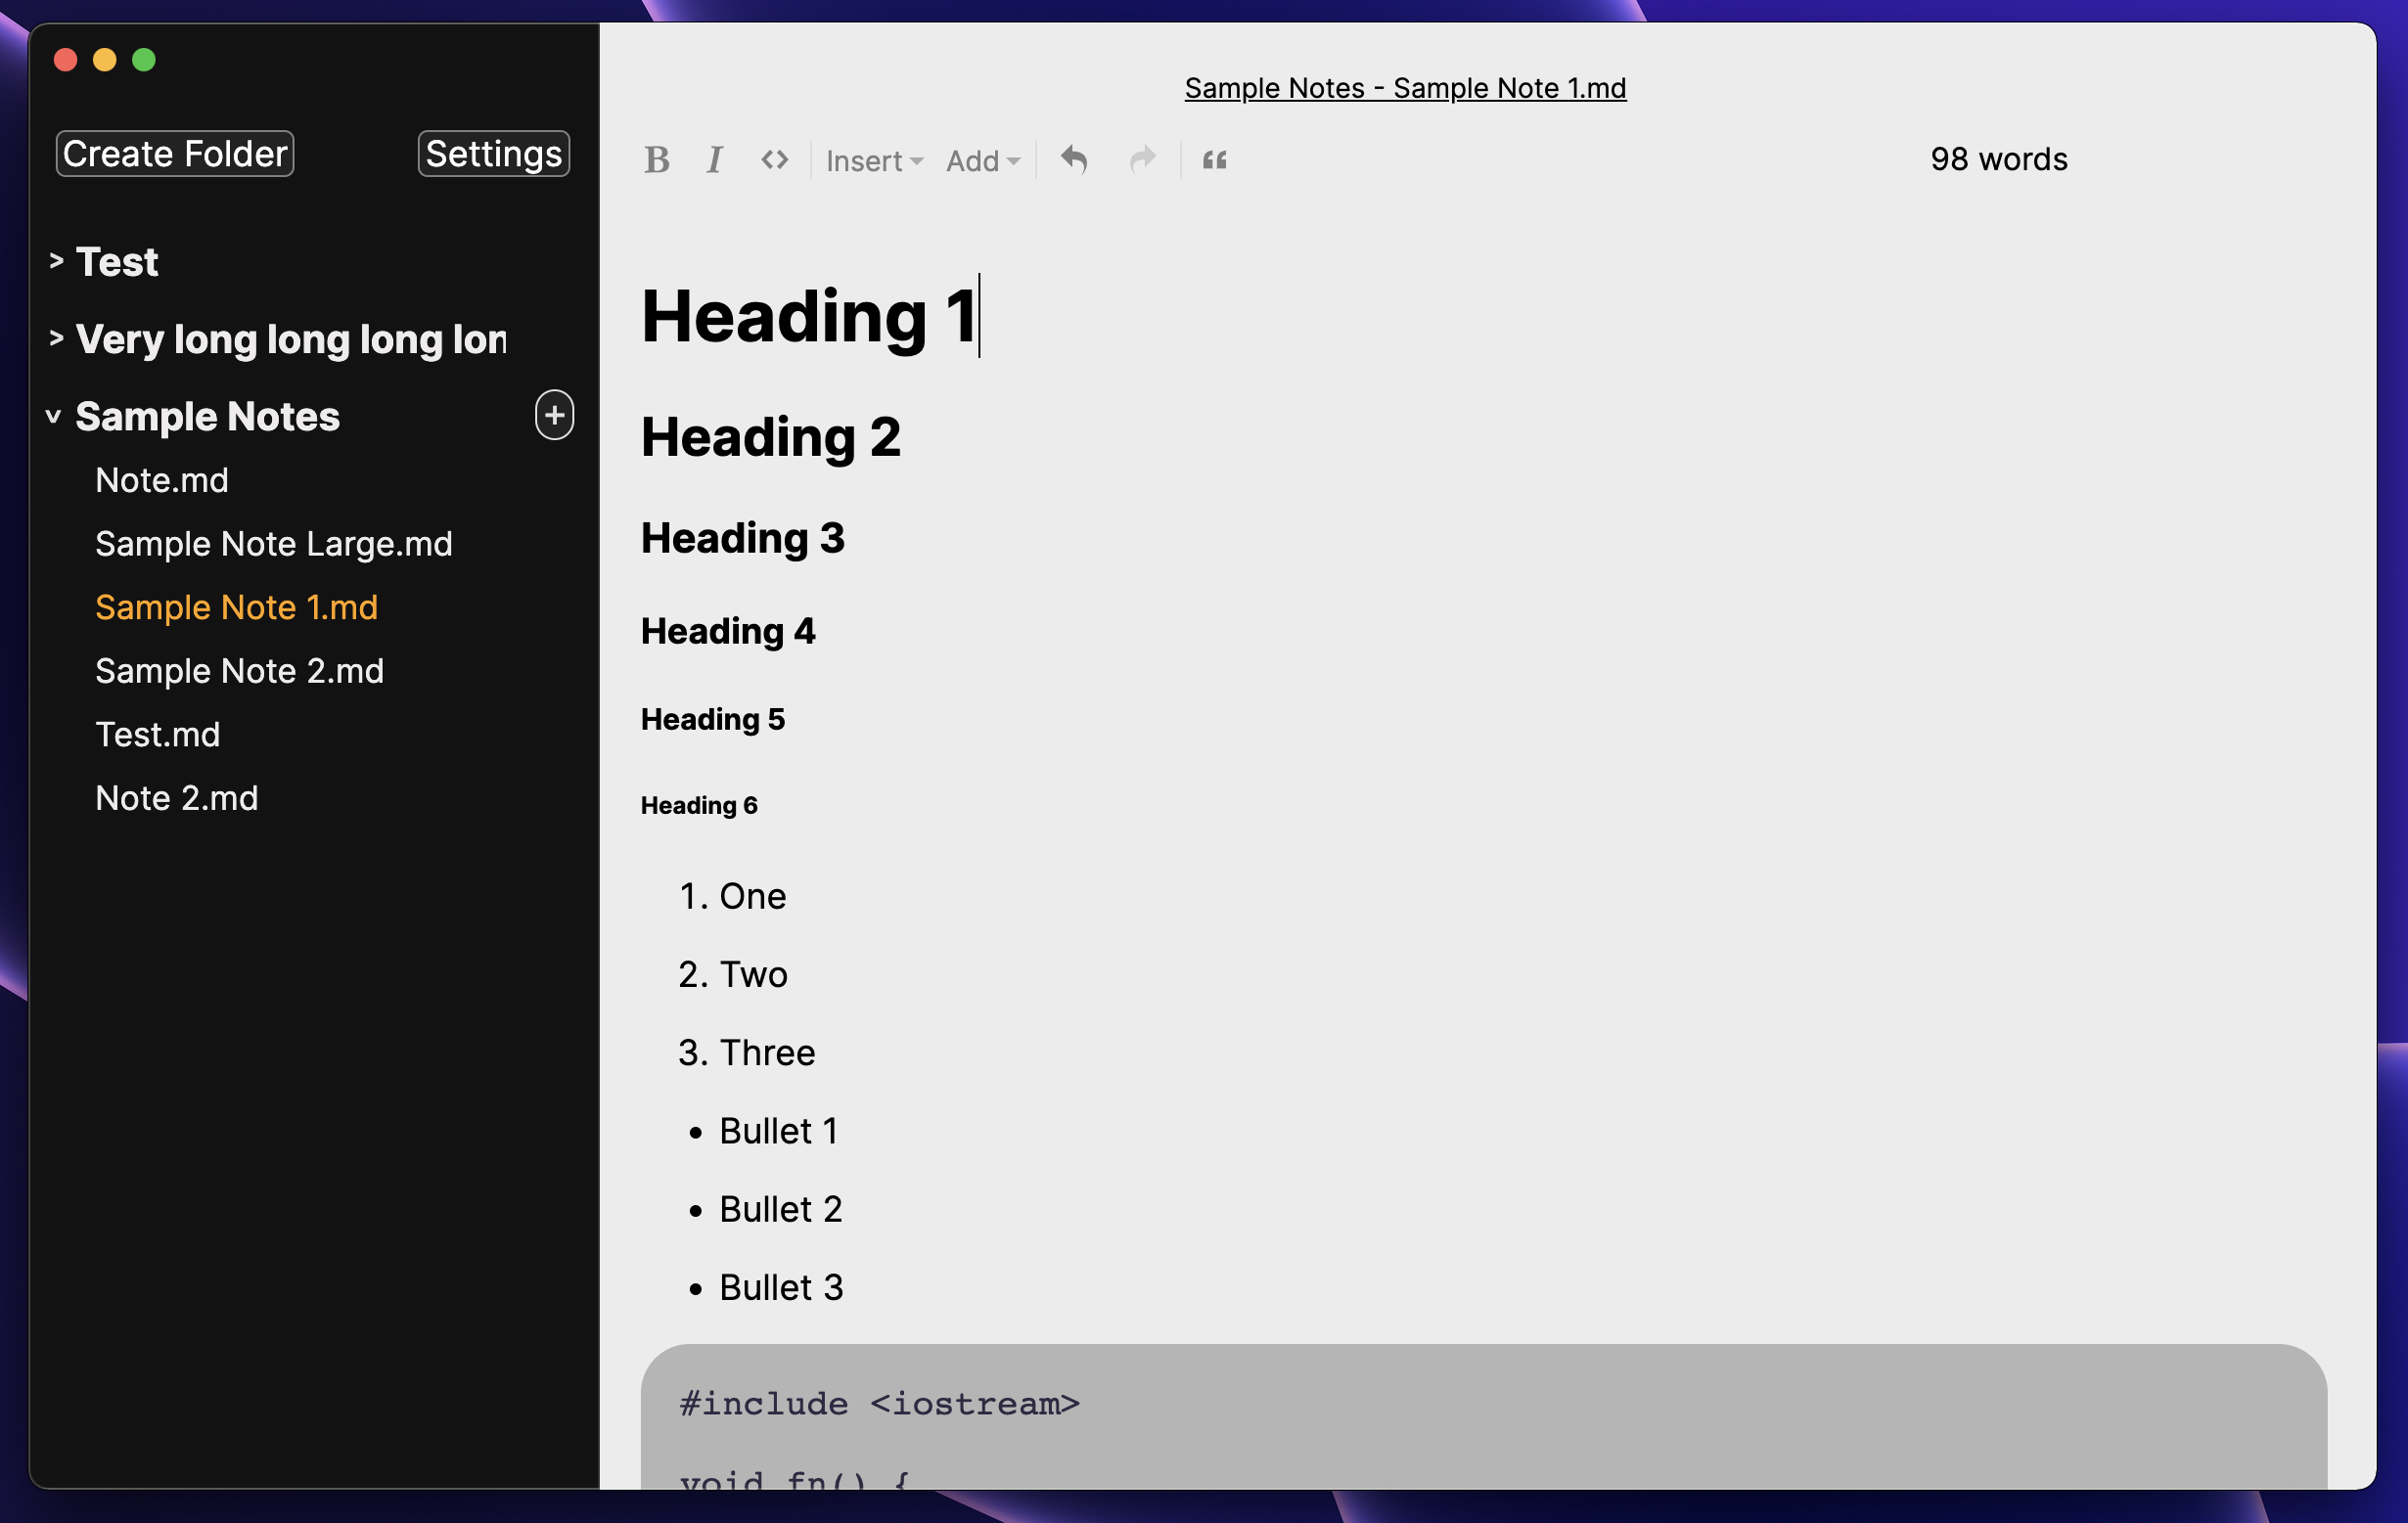 Create Folder
Settings
> Test
> Very long long long lon
v Sample Notes
+
Note.md
Sample Note Large.md
Sample Note 1.md
Sample Note 2.md
Test.md
Note 2.md
Sample Notes - Sample Note 1.md
B I <> Insert Add “
98 words
Heading 1
Heading 2
Heading 3
Heading 4
Heading 5
Heading 6
1. One
2. Two
3. Three
• Bullet 1
• Bullet 2
• Bullet 3
#include <iostream>
void fn() {